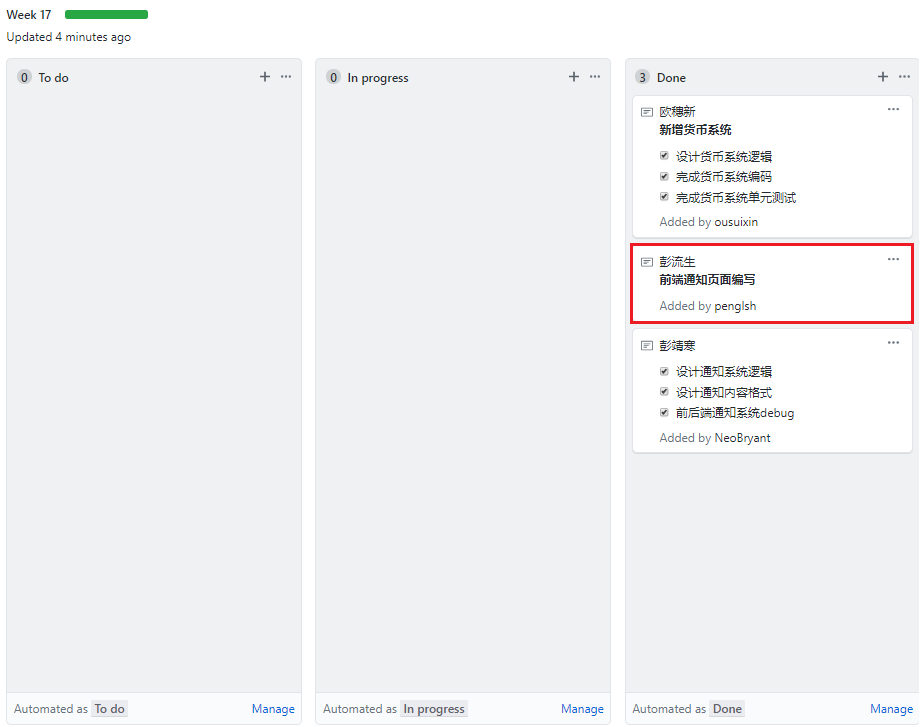 Week 17
Updated 4 minutes ago
0 To do
0 In progress
3 Done
欧穗新
新增货币系统
设计货币系统逻辑
完成货币系统编码
完成货币系统单元测试
Added by ousuixin
彭流生
前端通知页面编写
Added by penglsh
彭靖寒
设计通知系统逻辑
设计通知内容格式
前后端通知系统debug
Added by NeoBryant
Automated as To do Manage
Automated as In progress Manage
Automated as Done Manage